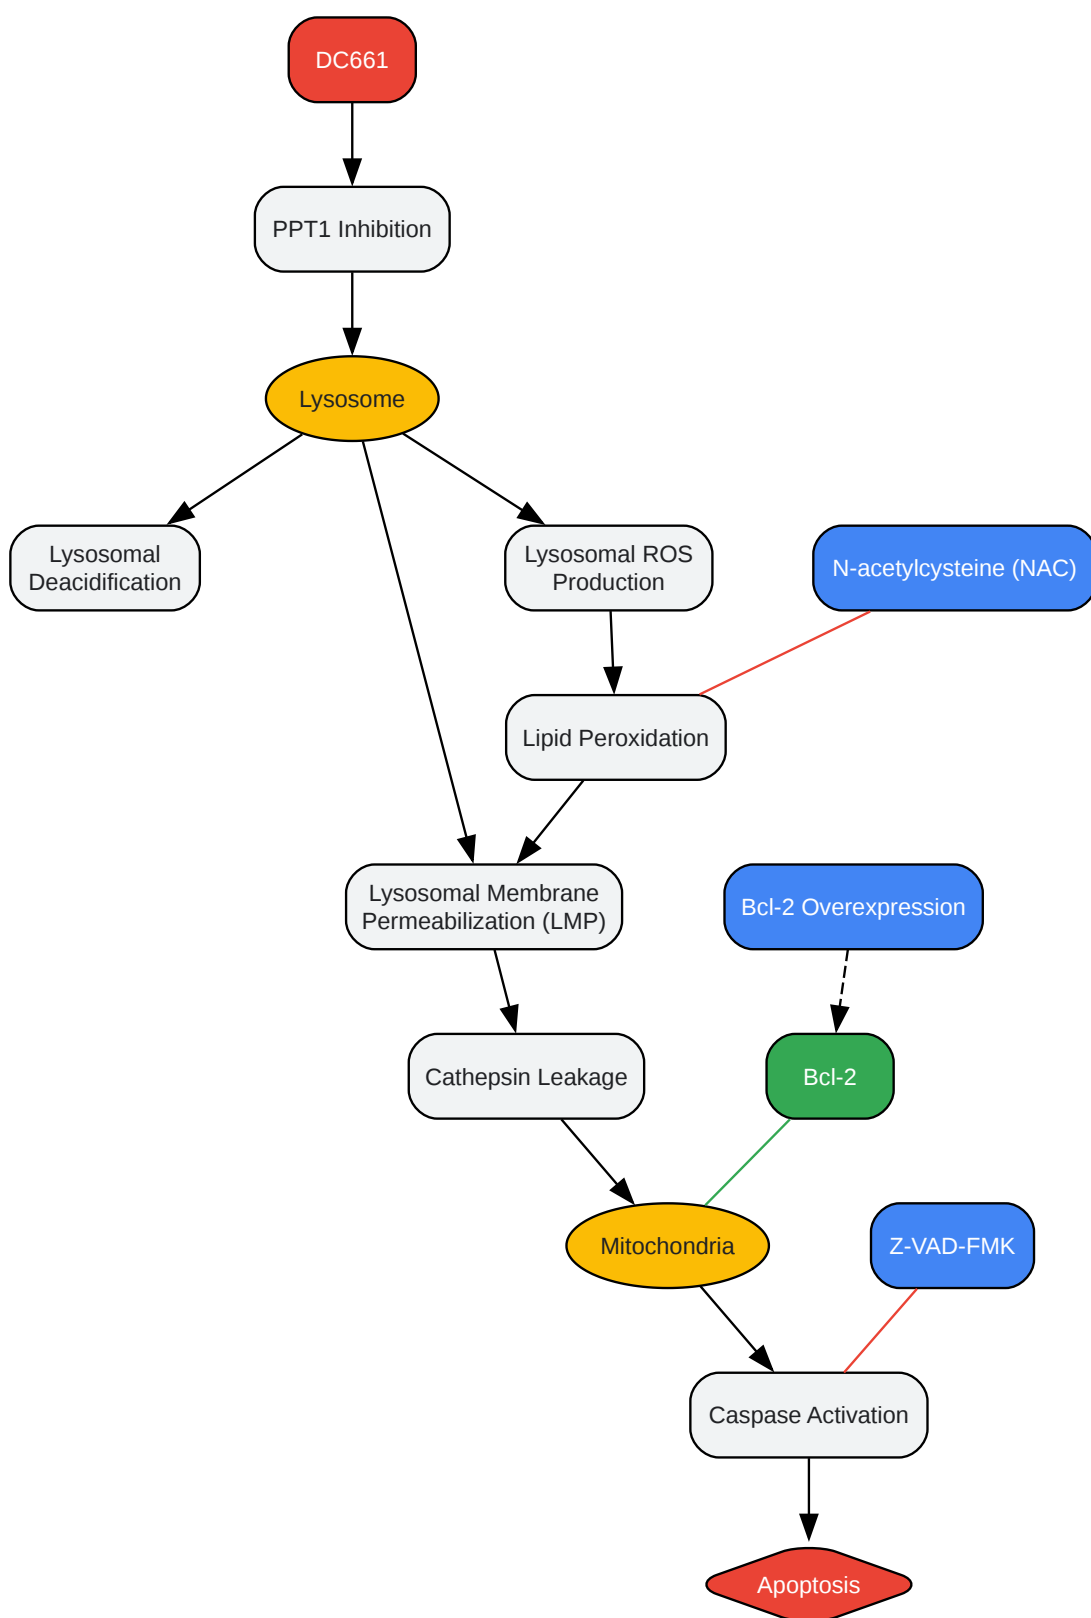 DC661
PPT1 Inhibition
Lysosome
Lysosomal
Deacidification
Lysosomal ROS
Production
N-acetylcysteine (NAC)
Lipid Peroxidation
Lysosomal Membrane
Permeabilization (LMP)
Bcl-2 Overexpression
Cathepsin Leakage
Bcl-2
Mitochondria
Z-VAD-FMK
Caspase Activation
Apoptosis